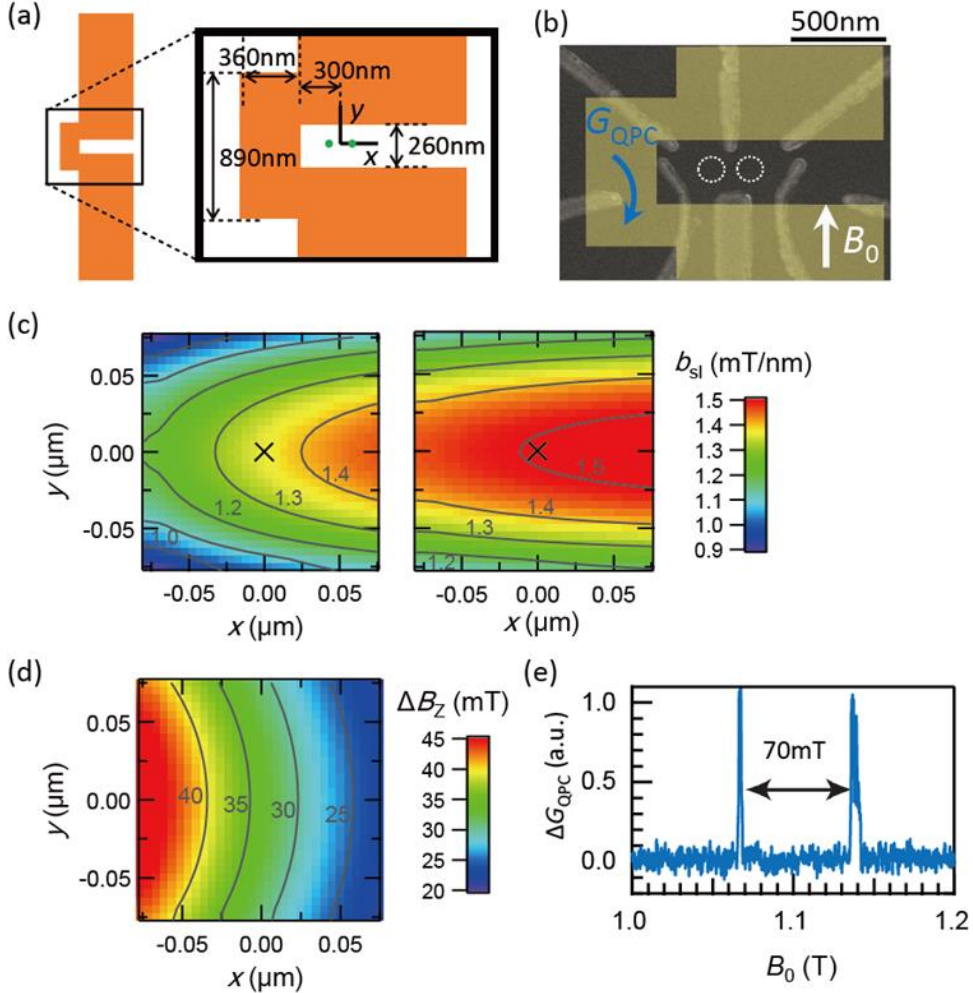 (a)
360nm
300nm
y
x
890nm
260nm
(b)
500nm
G_QPC
B_0
(c)
b_sl (mT/nm)
y (μm)
0.05
0.00
-0.05
1.0
1.2
1.3
1.4
1.2
1.3
1.4
1.5
1.5
1.4
1.3
1.2
1.1
1.0
0.9
-0.05 0.00 0.05
x (μm)
-0.05 0.00 0.05
x (μm)
(d)
ΔB_Z (mT)
y (μm)
0.05
0.00
-0.05
40
35
30
25
45
40
35
30
25
20
-0.05 0.00 0.05
x (μm)
(e)
ΔG_QPC (a.u.)
1.0
0.5
0.0
70mT
1.0 1.1 1.2
B_0 (T)